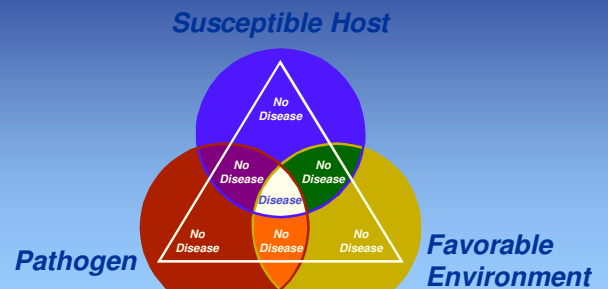 Susceptible Host
No
Disease
No
Disease
No
Disease
Disease
No
Disease
No
Disease
No
Disease
Pathogen
Favorable
Environment